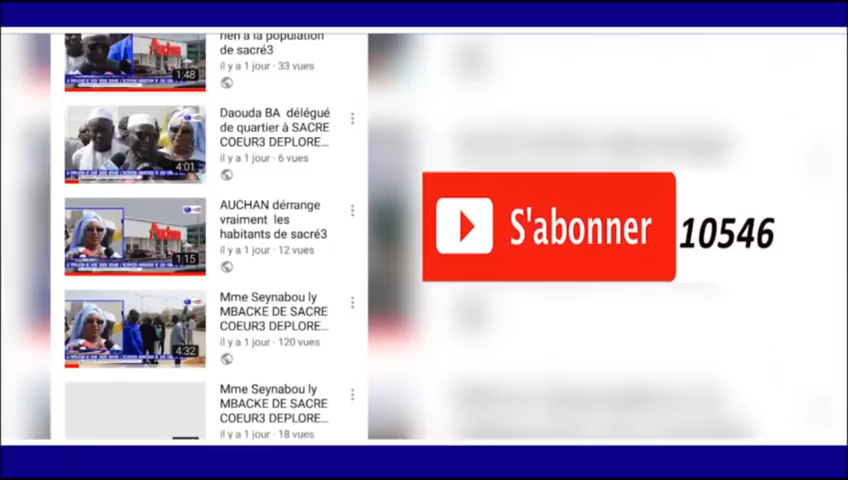 rien à la population
de sacré3
il y a 1 jour · 33 vues
Auchan
1:48
Daouda BA délégué
de quartier à SACRE
COEUR3 DEPLORE...
il y a 1 jour · 6 vues
4:01
AUCHAN dérrange
vraiment les
habitants de sacré3
il y a 1 jour · 12 vues
Auchan
1:15
Mme Seynabou ly
MBACKE DE SACRE
COEUR3 DEPLORE...
il y a 1 jour · 120 vues
4:32
Mme Seynabou ly
MBACKE DE SACRE
COEUR3 DEPLORE...
il y a 1 jour · 18 vues
S'abonner
10546